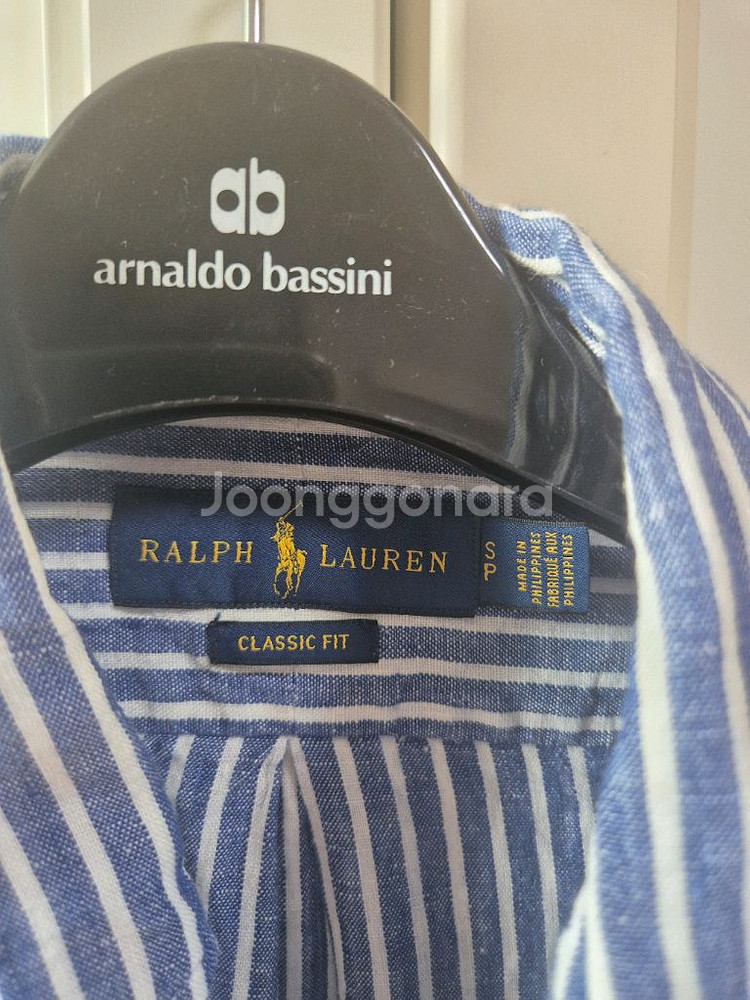 ab
arnaldo bassini
Joonggonara
RALPH LAUREN
S
P
MADE IN
PHILIPPINES
FABRIQUÉ AUX
PHILIPPINES
CLASSIC FIT